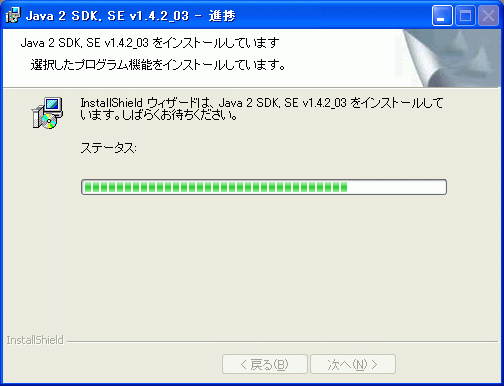 Java 2 SDK, SE v1.4.2_03 - 進捗
Java 2 SDK, SE v1.4.2_03 をインストールしています
選択したプログラム機能をインストールしています。
InstallShield ウィザードは、Java 2 SDK, SE v1.4.2_03 をインストールして
います。しばらくお待ちください。
ステータス:
InstallShield
< 戻る(B)
次へ(N) >